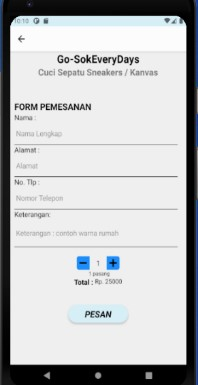 10:10
Go-SokEveryDays
Cuci Sepatu Sneakers / Kanvas
FORM PEMESANAN
Nama :
Nama Lengkap
Alamat :
Alamat
No. Tlp :
Nomor Telepon
Keterangan:
Keterangan : contoh warna rumah
1
1 pasang
Total : Rp. 25000
PESAN